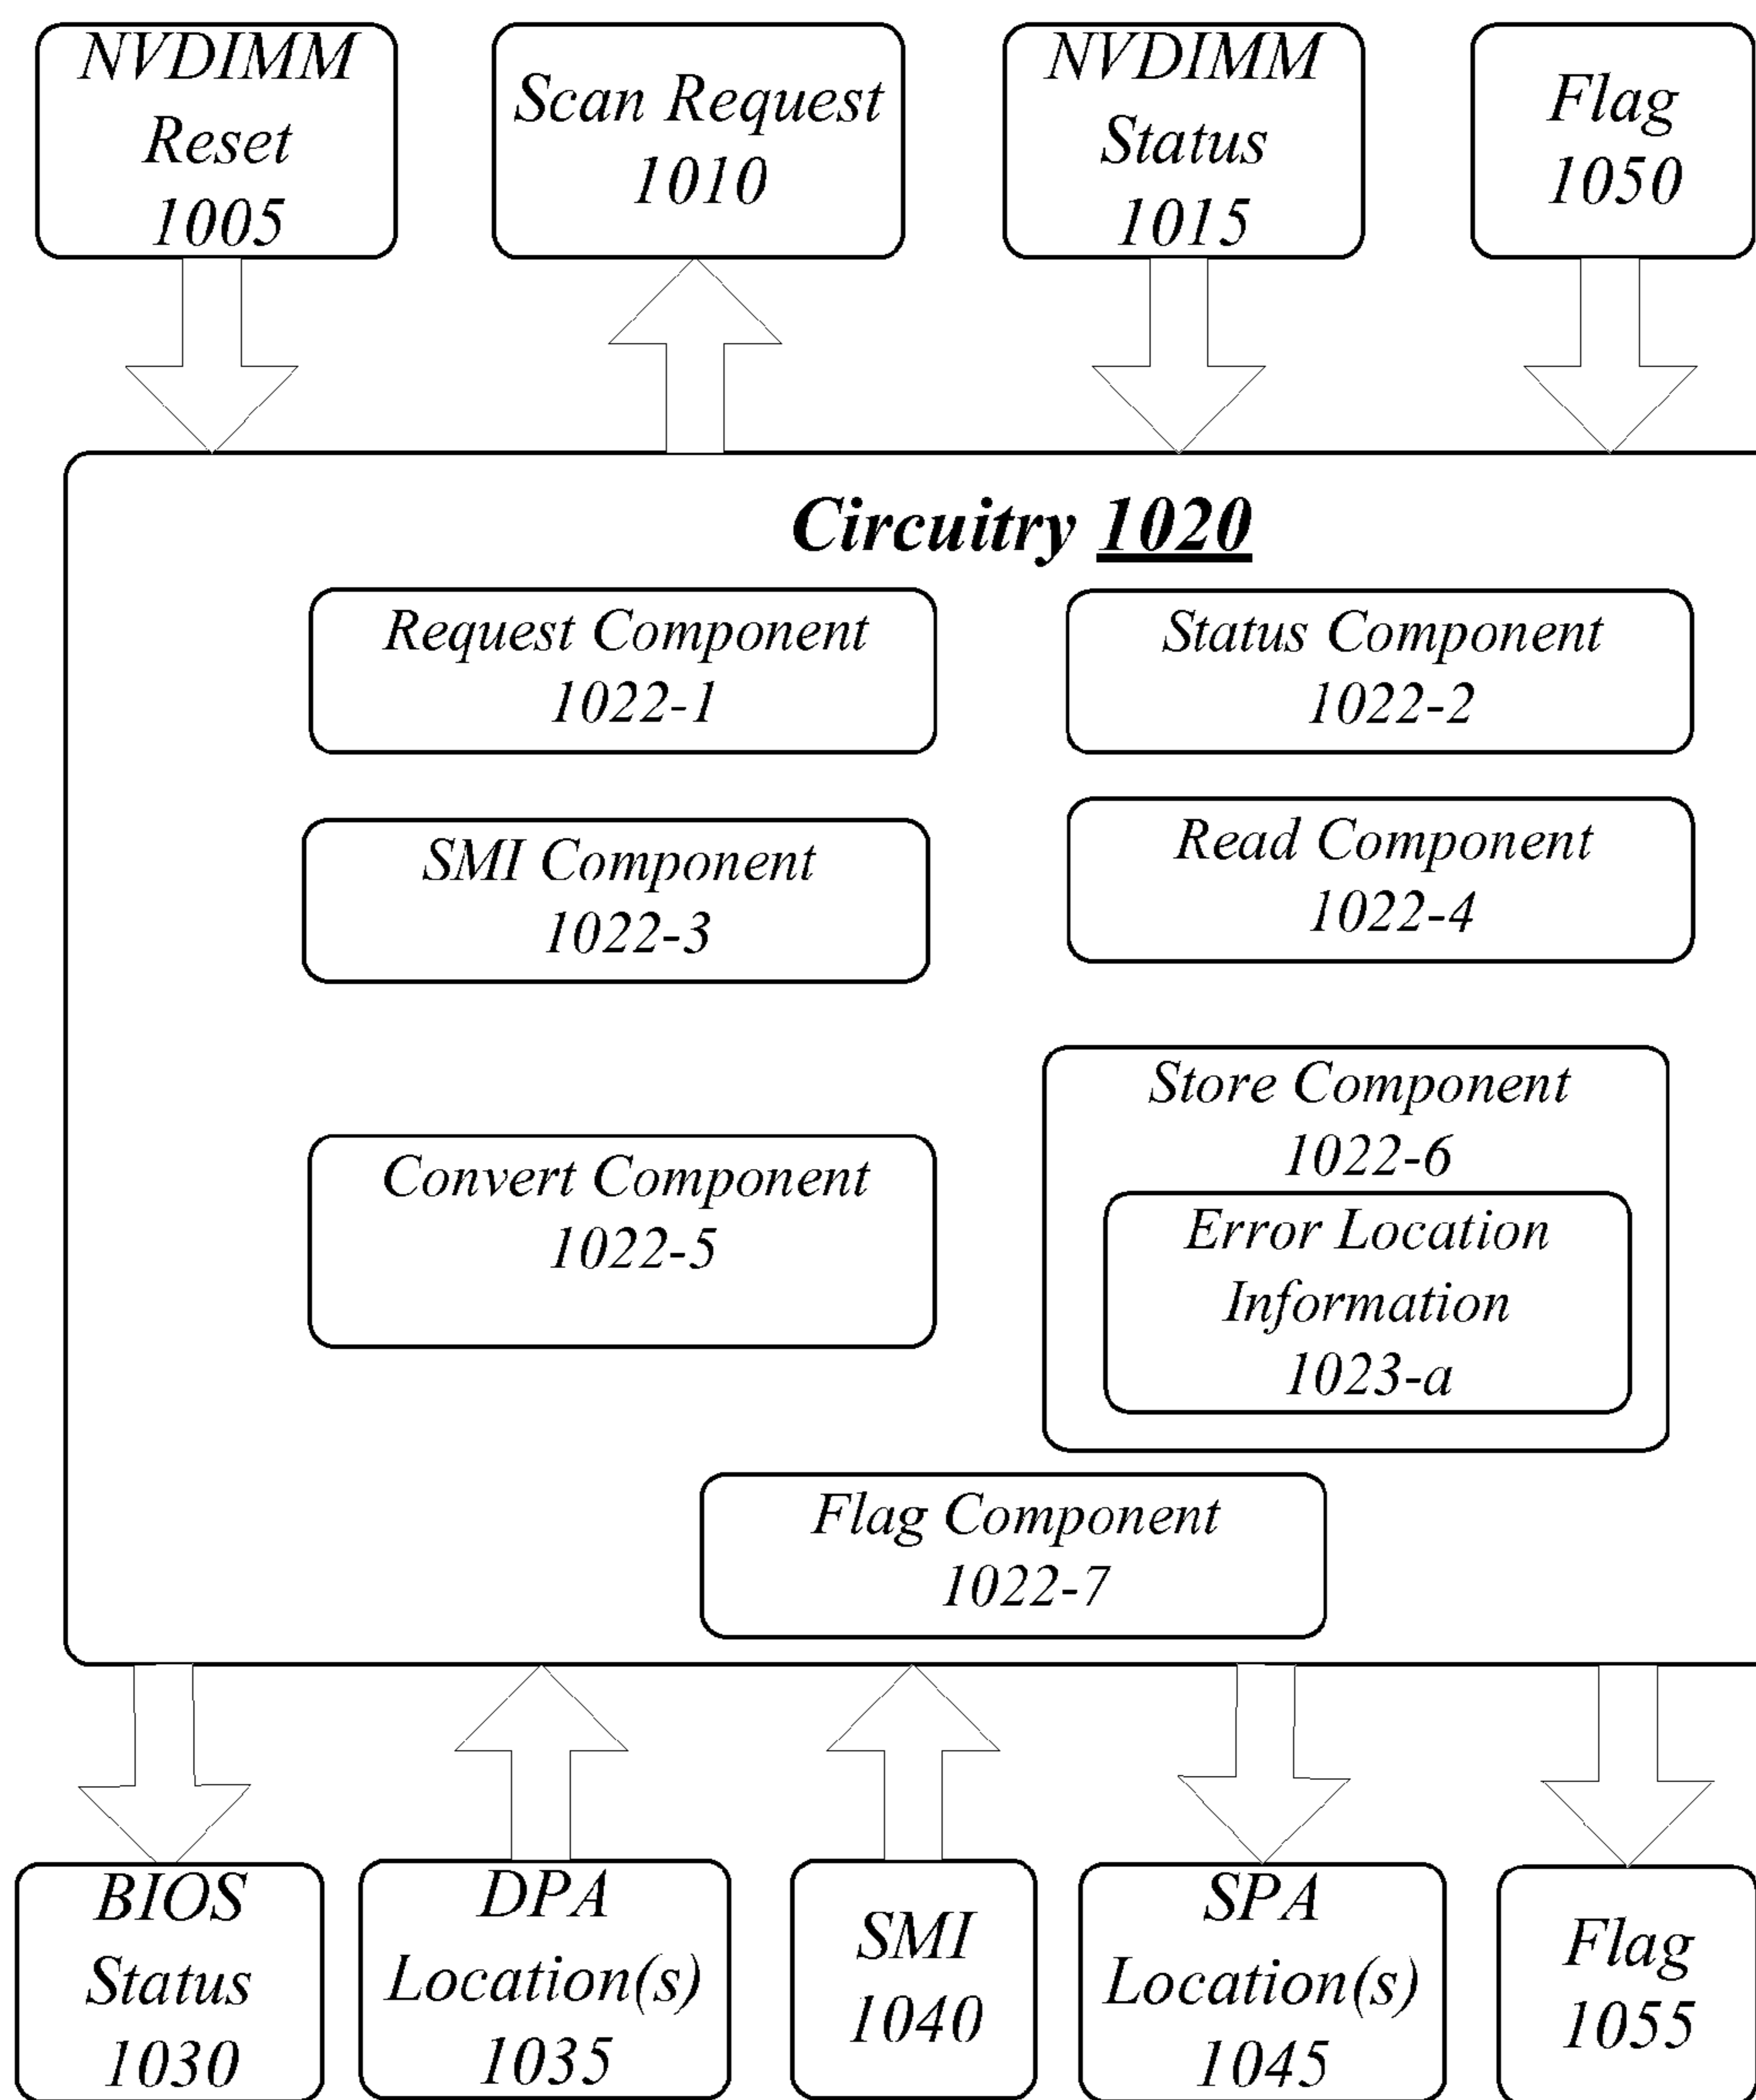 NVDIMM
Reset
1005
Scan Request
1010
NVDIMM
Status
1015
Flag
1050
Circuitry 1020
Request Component
1022-1
Status Component
1022-2
SMI Component
1022-3
Read Component
1022-4
Convert Component
1022-5
Store Component
1022-6
Error Location
Information
1023-a
Flag Component
1022-7
BIOS
Status
1030
DPA
Location(s)
1035
SMI
1040
SPA
Location(s)
1045
Flag
1055